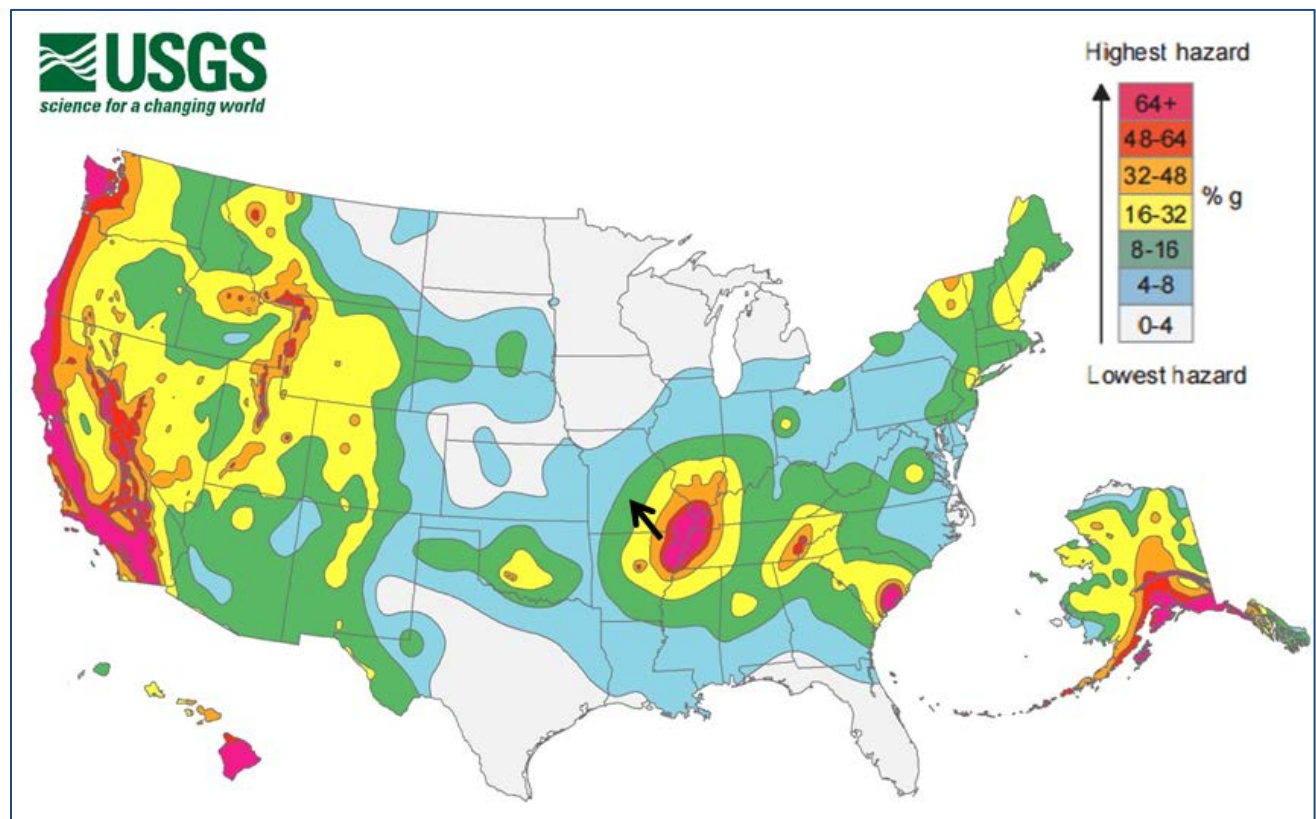 USGS
science for a changing world
Highest hazard
64+
48-64
32-48
16-32
8-16
4-8
0-4
% g
Lowest hazard